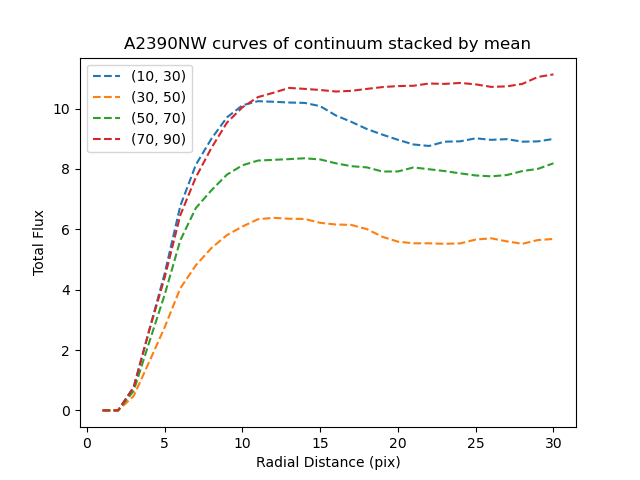 A2390NW curves of continuum stacked by mean
(10, 30)
(30, 50)
(50, 70)
(70, 90)
Total Flux
10
8
6
4
2
0
0 5 10 15 20 25 30
Radial Distance (pix)